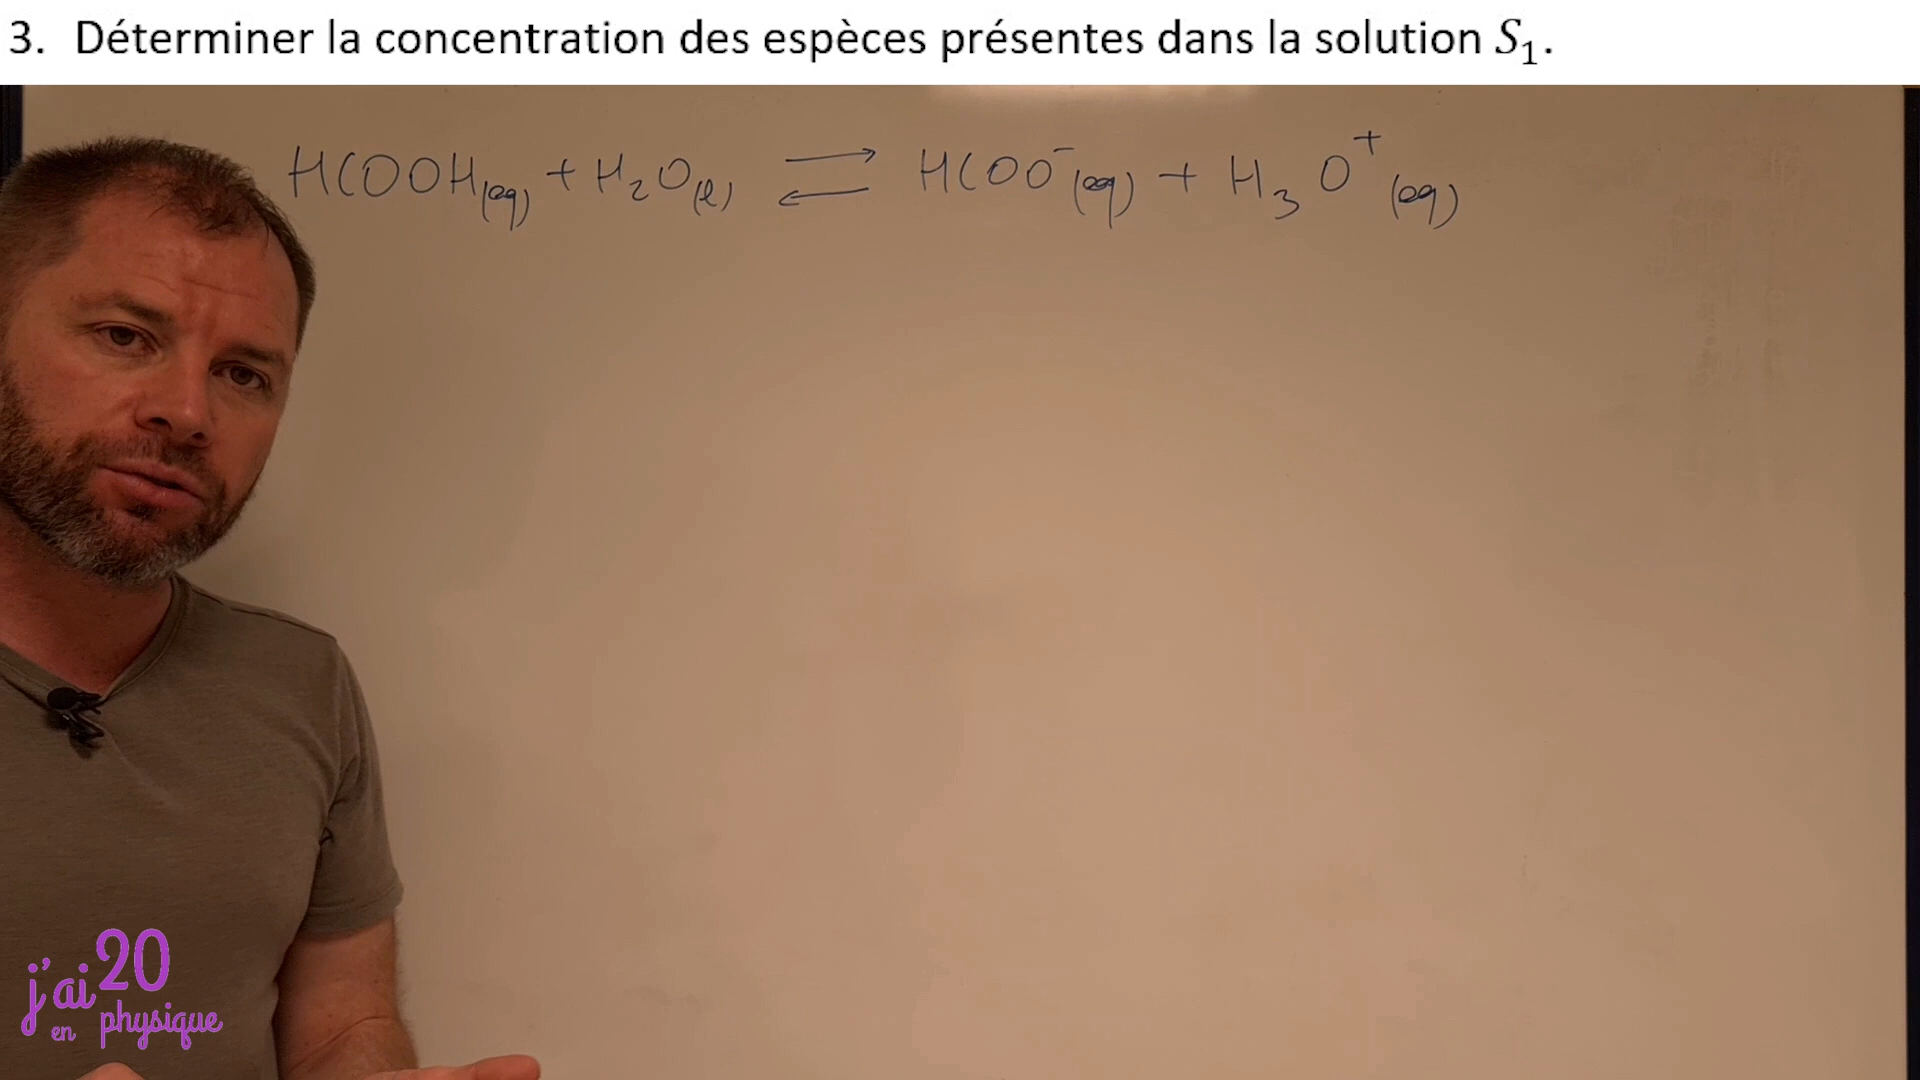 3. Déterminer la concentration des espèces présentes dans la solution S₁.
HCOOH(aq) + H₂O(l) ⇌ HCOO⁻(aq) + H₃O⁺(aq)
j'ai 20
en physique